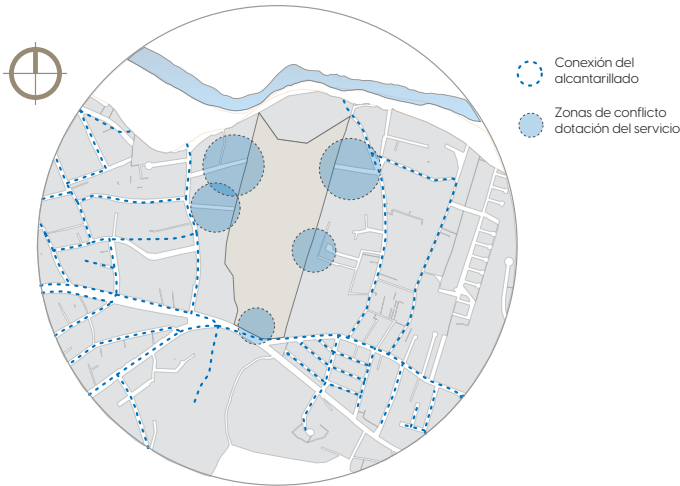 Conexión del
alcantarillado
Zonas de conflicto
dotación del servicio